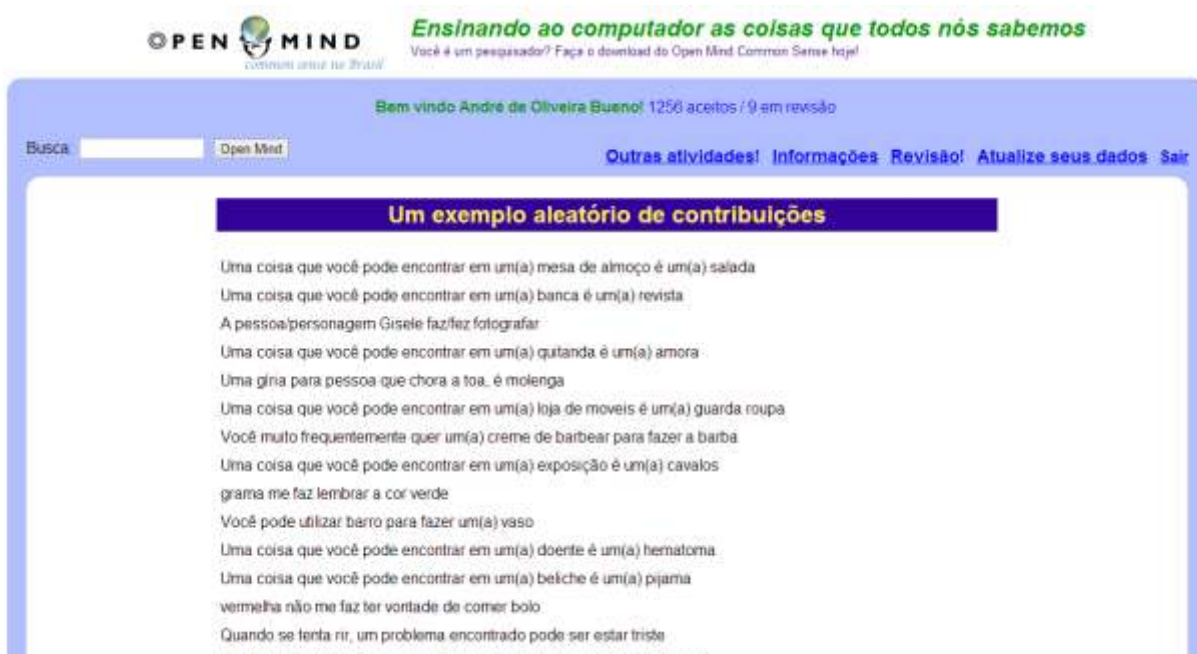 OPEN MIND
common sense no Brasil
Ensinando ao computador as coisas que todos nós sabemos
Você é um pesquisador? Faça o download do Open Mind Common Sense hoje!
Bem vindo André de Oliveira Bueno! 1256 aceitos / 9 em revisão
Busca: Open Mind
Outras atividades! Informações Revisão! Atualize seus dados Sair
Um exemplo aleatório de contribuições
Uma coisa que você pode encontrar em um(a) mesa de almoço é um(a) salada
Uma coisa que você pode encontrar em um(a) banca é um(a) revista
A pessoa/personagem Gisele faz/fez fotografar
Uma coisa que você pode encontrar em um(a) quitanda é um(a) amora
Uma gíria para pessoa que chora a toa, é molenga
Uma coisa que você pode encontrar em um(a) loja de moveis é um(a) guarda roupa
Você muito frequentemente quer um(a) creme de barbear para fazer a barba
Uma coisa que você pode encontrar em um(a) exposição é um(a) cavalos
grama me faz lembrar a cor verde
Você pode utilizar barro para fazer um(a) vaso
Uma coisa que você pode encontrar em um(a) doente é um(a) hematoma
Uma coisa que você pode encontrar em um(a) beliche é um(a) pijama
vermelha não me faz ter vontade de comer bolo
Quando se tenta rir, um problema encontrado pode ser estar triste